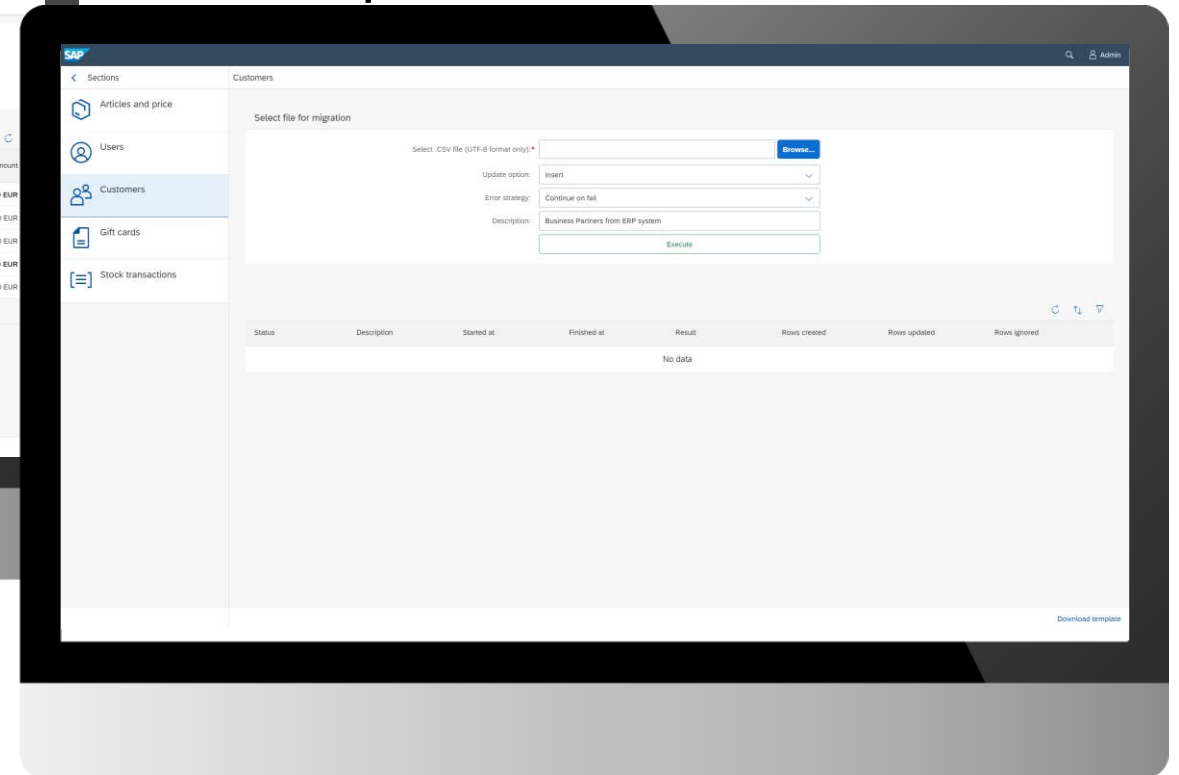 SAP
Admin
Sections
Customers
Articles and price
Users
Customers
Gift cards
Stock transactions
Select file for migration
Select .CSV file (UTF-8 format only):*
Browse...
Update option:
Insert
Error strategy:
Continue on fail
Description:
Business Partners from ERP system
Execute
Status Description Started at Finished at Result Rows created Rows updated Rows ignored
No data
Download template
EUR
EUR
EUR
EUR
EUR